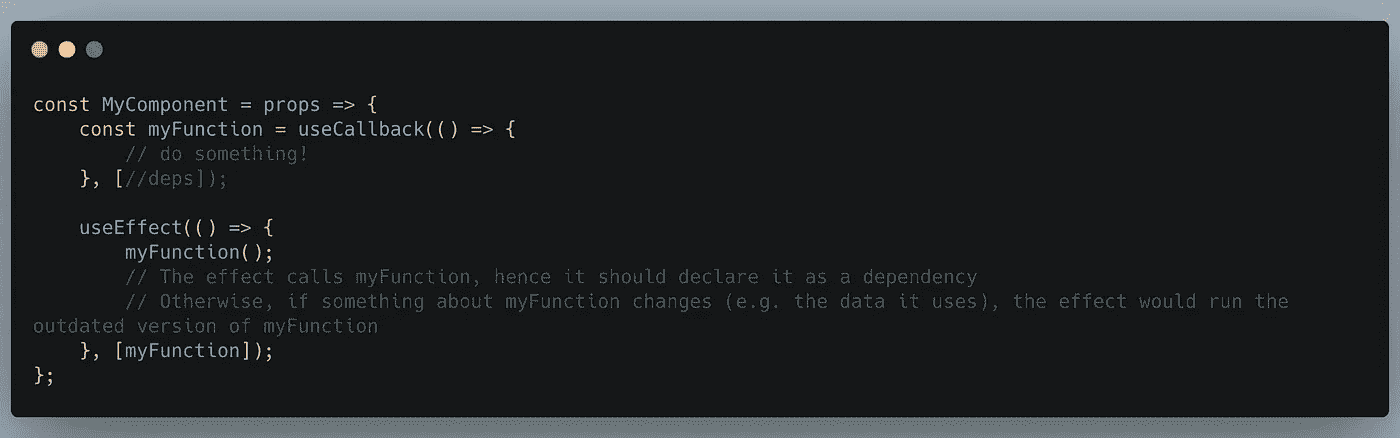 const MyComponent = props => {
    const myFunction = useCallback(() => {
        // do something!
    }, [//deps]);

    useEffect(() => {
        myFunction();
        // The effect calls myFunction, hence it should declare it as a dependency
        // Otherwise, if something about myFunction changes (e.g. the data it uses), the effect would run the
outdated version of myFunction
    }, [myFunction]);
};